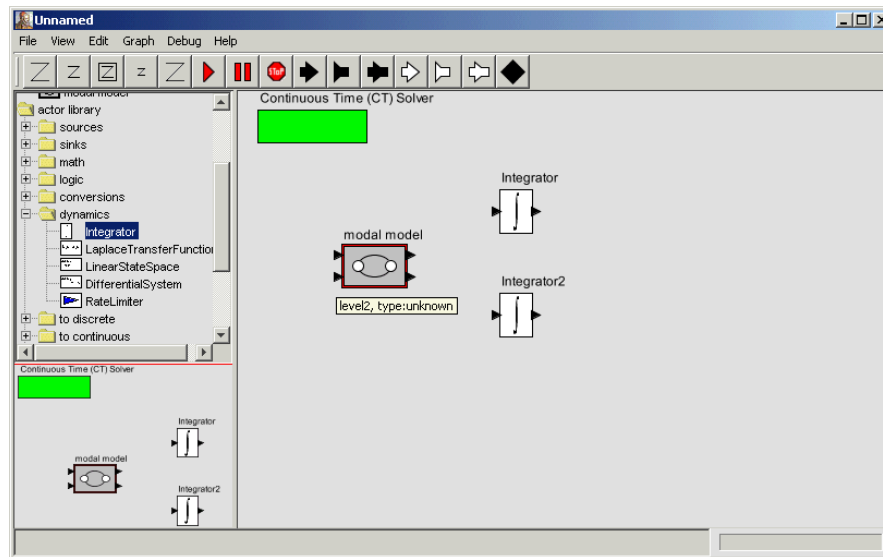 Unnamed
File View Edit Graph Debug Help
Z Z Z Z Z STOP
modal model
actor library
sources
sinks
math
logic
conversions
dynamics
Integrator
LaplaceTransferFunction
LinearStateSpace
DifferentialSystem
RateLimiter
to discrete
to continuous
Continuous Time (CT) Solver
Integrator
modal model
level2, type:unknown
Integrator2
Continuous Time (CT) Solver
Integrator
modal model
Integrator2